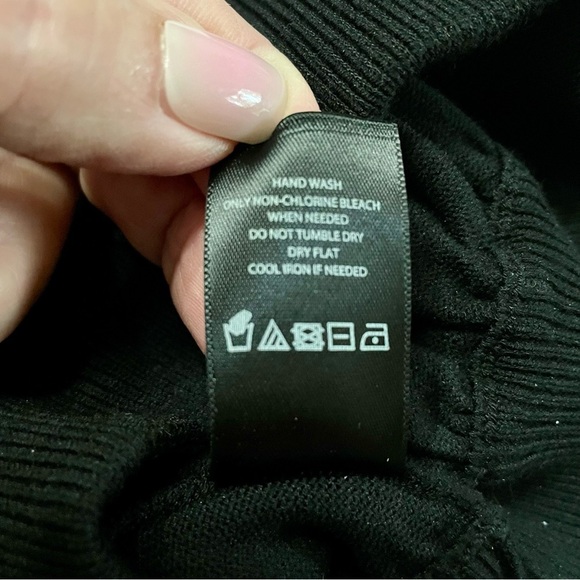 HAND WASH
ONLY NON-CHLORINE BLEACH
WHEN NEEDED
DO NOT TUMBLE DRY
DRY FLAT
COOL IRON IF NEEDED